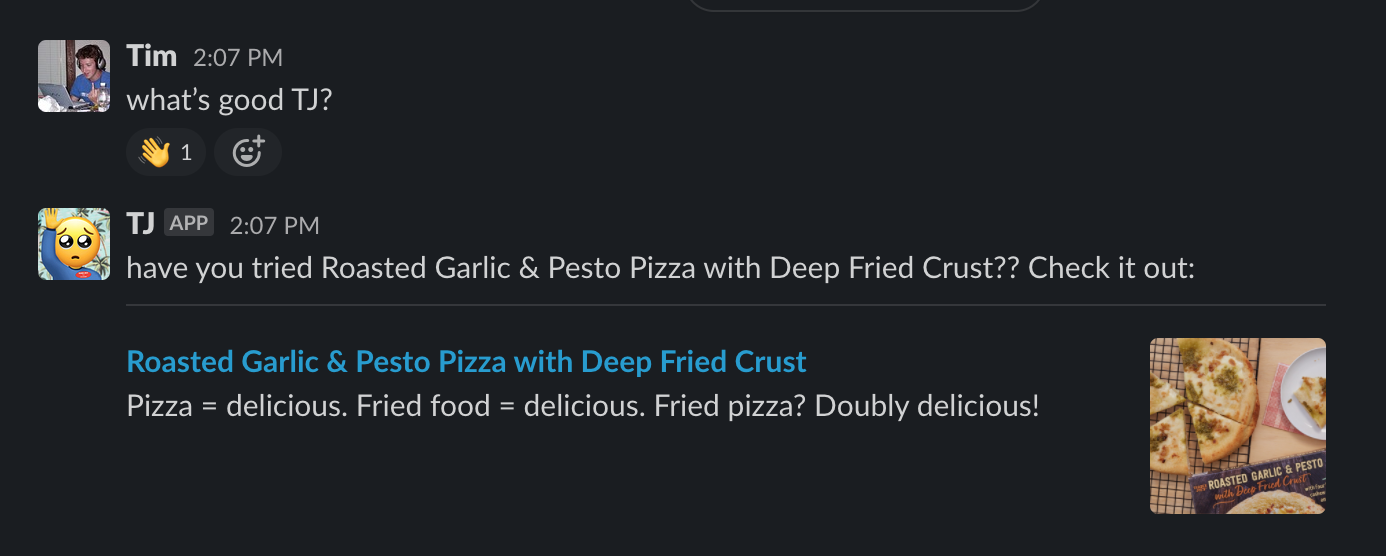 Tim 2:07 PM
what's good TJ?
1
TJ APP 2:07 PM
have you tried Roasted Garlic & Pesto Pizza with Deep Fried Crust?? Check it out:
Roasted Garlic & Pesto Pizza with Deep Fried Crust
Pizza = delicious. Fried food = delicious. Fried pizza? Doubly delicious!
ROASTED GARLIC & PESTO
with Deep Fried Crust